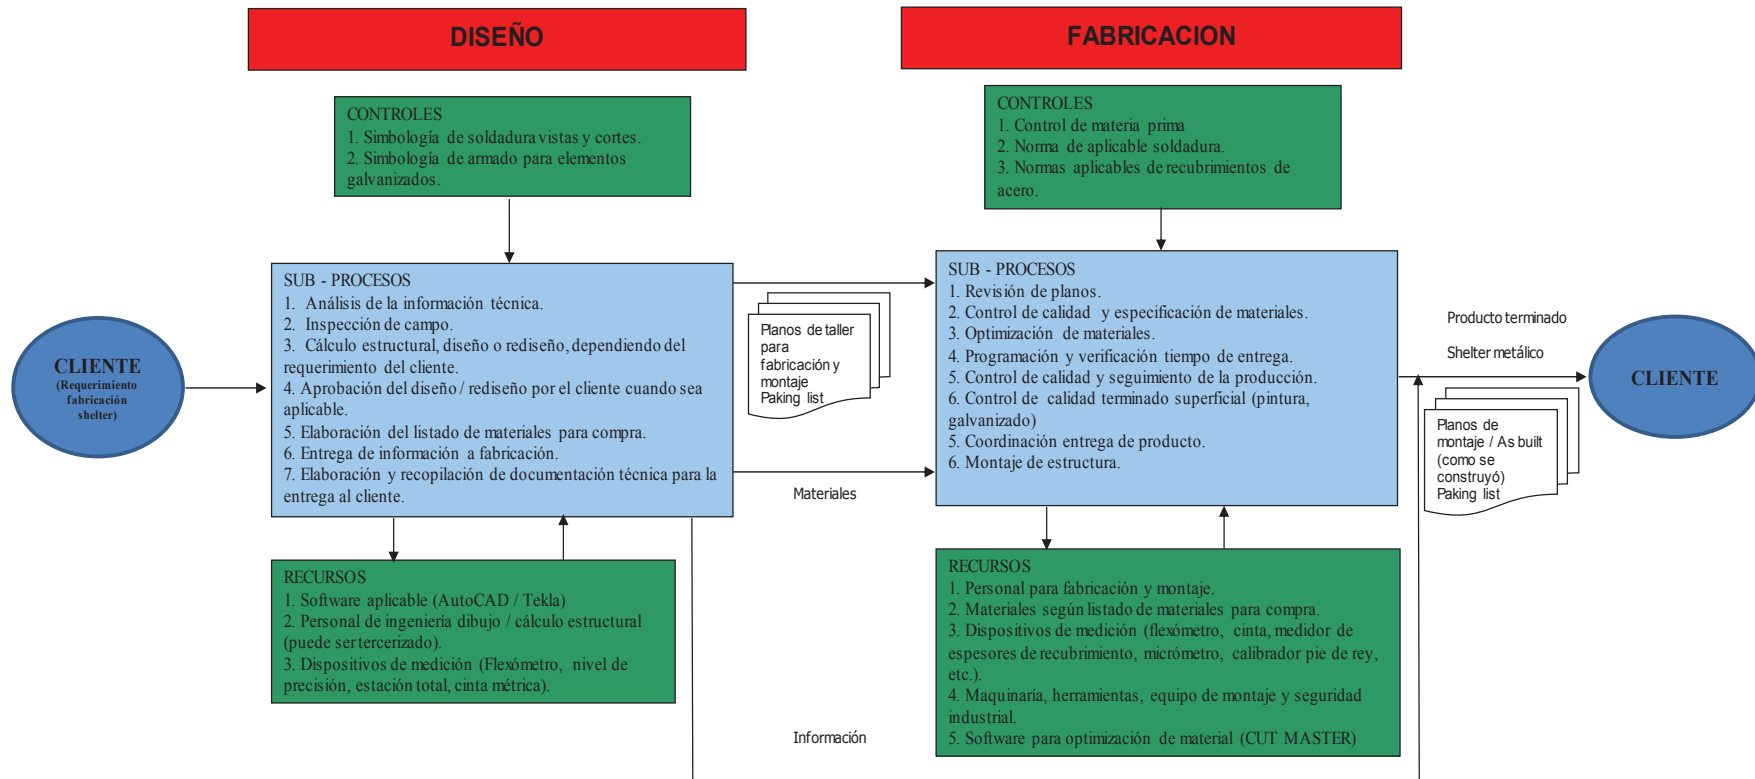 DISEÑO
FABRICACION
CONTROLES
1. Simbología de soldadura vistas y cortes.
2. Simbología de armado para elementos
galvanizados.
CONTROLES
1. Control de materia prima
2. Norma de aplicable soldadura.
3. Normas aplicables de recubrimientos de
acero.
CLIENTE
(Requerimiento
fabricación
shelter)
SUB - PROCESOS
1. Análisis de la información técnica.
2. Inspección de campo.
3. Cálculo estructural, diseño o rediseño, dependiendo del
requerimiento del cliente.
4. Aprobación del diseño / rediseño por el cliente cuando sea
aplicable.
5. Elaboración del listado de materiales para compra.
6. Entrega de información a fabricación.
7. Elaboración y recopilación de documentación técnica para la
entrega al cliente.
Planos de taller
para
fabricación y
montaje
Paking list
Materiales
SUB - PROCESOS
1. Revisión de planos.
2. Control de calidad y especificación de materiales.
3. Optimización de materiales.
4. Programación y verificación tiempo de entrega.
5. Control de calidad y seguimiento de la producción.
6. Control de calidad terminado superficial (pintura,
galvanizado)
5. Coordinación entrega de producto.
6. Montaje de estructura.
Producto terminado
Shelter metálico
Planos de
montaje / As built
(como se
construyó)
Paking list
CLIENTE
RECURSOS
1. Software aplicable (AutoCAD / Tekla)
2. Personal de ingeniería dibujo / cálculo estructural
(puede ser tercerizado).
3. Dispositivos de medición (Flexómetro, nivel de
precisión, estación total, cinta métrica).
RECURSOS
1. Personal para fabricación y montaje.
2. Materiales según listado de materiales para compra.
3. Dispositivos de medición (flexómetro, cinta, medidor de
espesores de recubrimiento, micrómetro, calibrador pie de rey,
etc.).
4. Maquinaría, herramientas, equipo de montaje y seguridad
industrial.
5. Software para optimización de material (CUT MASTER)
Información